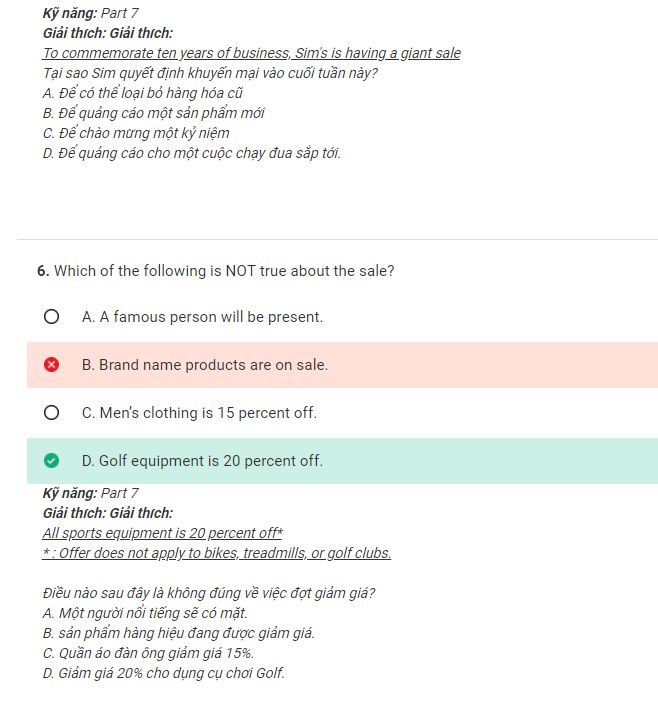 Kỹ năng: Part 7
Giải thích: Giải thích:
To commemorate ten years of business, Sim's is having a giant sale
Tại sao Sim quyết định khuyến mại vào cuối tuần này?
A. Để có thể loại bỏ hàng hóa cũ
B. Để quảng cáo một sản phẩm mới
C. Để chào mừng một kỷ niệm
D. Để quảng cáo cho một cuộc chạy đua sắp tới.
6. Which of the following is NOT true about the sale?
A. A famous person will be present.
B. Brand name products are on sale.
C. Men's clothing is 15 percent off.
D. Golf equipment is 20 percent off.
Kỹ năng: Part 7
Giải thích: Giải thích:
All sports equipment is 20 percent off*
* : Offer does not apply to bikes, treadmills, or golf clubs.
Điều nào sau đây là không đúng về việc đợt giảm giá?
A. Một người nổi tiếng sẽ có mặt.
B. sản phẩm hàng hiệu đang được giảm giá.
C. Quần áo đàn ông giảm giá 15%.
D. Giảm giá 20% cho dụng cụ chơi Golf.